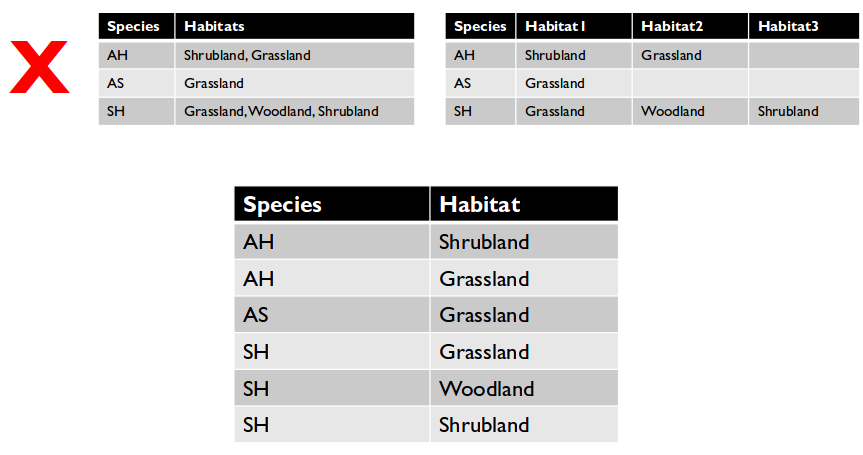 X
Species Habitats
AH Shrubland, Grassland
AS Grassland
SH Grassland, Woodland, Shrubland
Species Habitat1 Habitat2 Habitat3
AH Shrubland Grassland
AS Grassland
SH Grassland Woodland Shrubland
Species Habitat
AH Shrubland
AH Grassland
AS Grassland
SH Grassland
SH Woodland
SH Shrubland